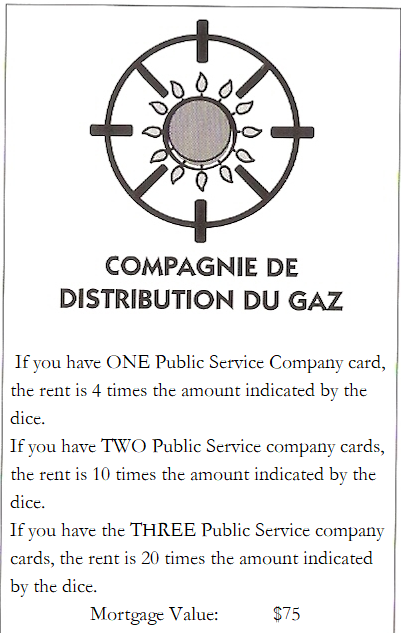 COMPAGNIE DE
DISTRIBUTION DU GAZ
If you have ONE Public Service Company card,
the rent is 4 times the amount indicated by the
dice.
If you have TWO Public Service company cards,
the rent is 10 times the amount indicated by the
dice.
If you have the THREE Public Service company
cards, the rent is 20 times the amount indicated
by the dice.
Mortgage Value: $75